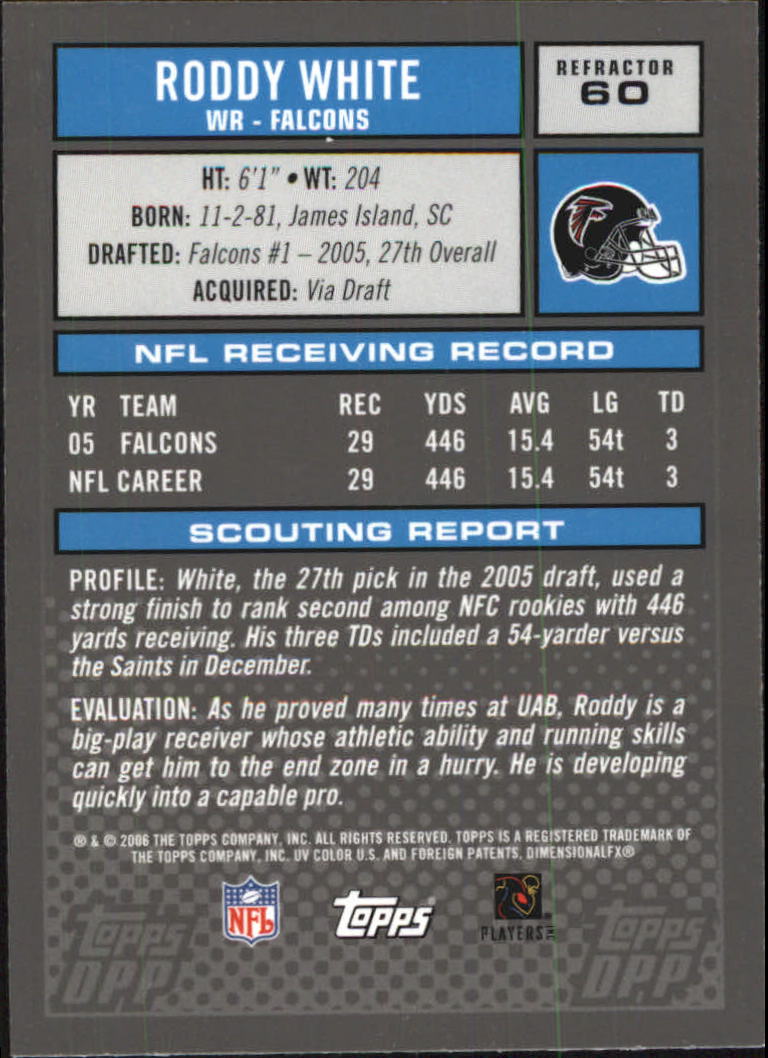 RODDY WHITE
WR - FALCONS
REFRACTOR
60
HT: 6'1" • WT: 204
BORN: 11-2-81, James Island, SC
DRAFTED: Falcons #1 – 2005, 27th Overall
ACQUIRED: Via Draft
NFL RECEIVING RECORD
YR TEAM REC YDS AVG LG TD
05 FALCONS 29 446 15.4 54t 3
NFL CAREER 29 446 15.4 54t 3
SCOUTING REPORT
PROFILE: White, the 27th pick in the 2005 draft, used a
strong finish to rank second among NFC rookies with 446
yards receiving. His three TDs included a 54-yarder versus
the Saints in December.
EVALUATION: As he proved many times at UAB, Roddy is a
big-play receiver whose athletic ability and running skills
can get him to the end zone in a hurry. He is developing
quickly into a capable pro.
® & © 2006 THE TOPPS COMPANY, INC. ALL RIGHTS RESERVED. TOPPS IS A REGISTERED TRADEMARK OF
THE TOPPS COMPANY, INC. UV COLOR U.S. AND FOREIGN PATENTS, DIMENSIONALFX®
NFL
Topps
PLAYERS INC
Topps
DPP
Topps
DPP